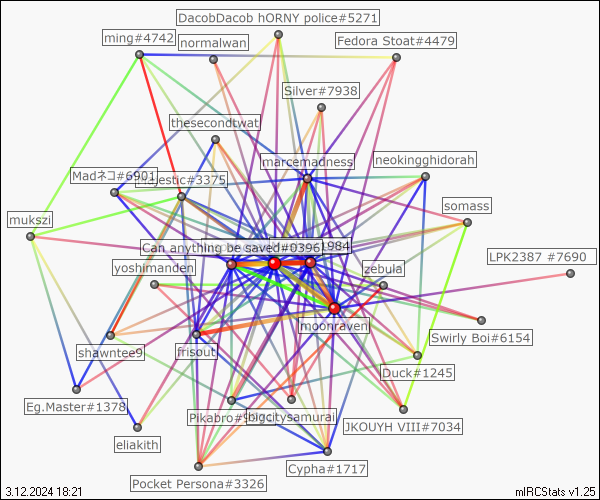 DacobDacob hORNY police#5271
ming#4742
normalwan
Fedora Stoat#4479
Silver#7938
thesecondtwat
marcemadness
neokingghidorah
Madネコ#6901
jestic#3375
mukszi
somass
Can anything be saved#0396
1984
LPK2387 #7690
yoshimanden
zebula
moonraven
Swirly Boi#6154
shawntee9
frisout
Duck#1245
Eg.Master#1378
Pikabro#9
bigcitysamurai
JKOUYH VIII#7034
eliakith
Cypha#1717
Pocket Persona#3326
3.12.2024 18:21
mIRCStats v1.25